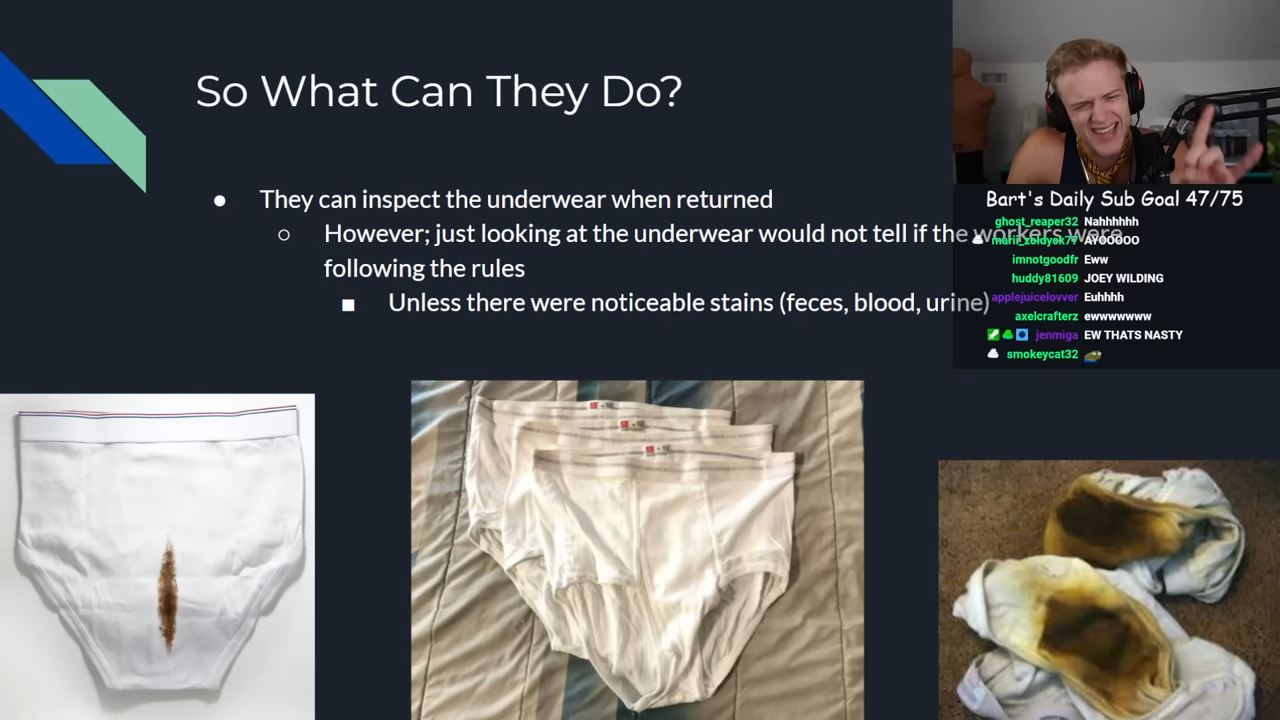 So What Can They Do?
● They can inspect the underwear when returned
○ However; just looking at the underwear would not tell if the workers were
following the rules
■ Unless there were noticeable stains (feces, blood, urine)
Bart's Daily Sub Goal 47/75
ghost_reaper32 Nahhhhhh
marii_zoldyck77 AYOOOOO
imnotgoodfr Eww
huddy81609 JOEY WILDING
applejuicelovver Euhhhh
axelcrafterz ewwwwwww
jenmiga EW THATS NASTY
smokeycat32